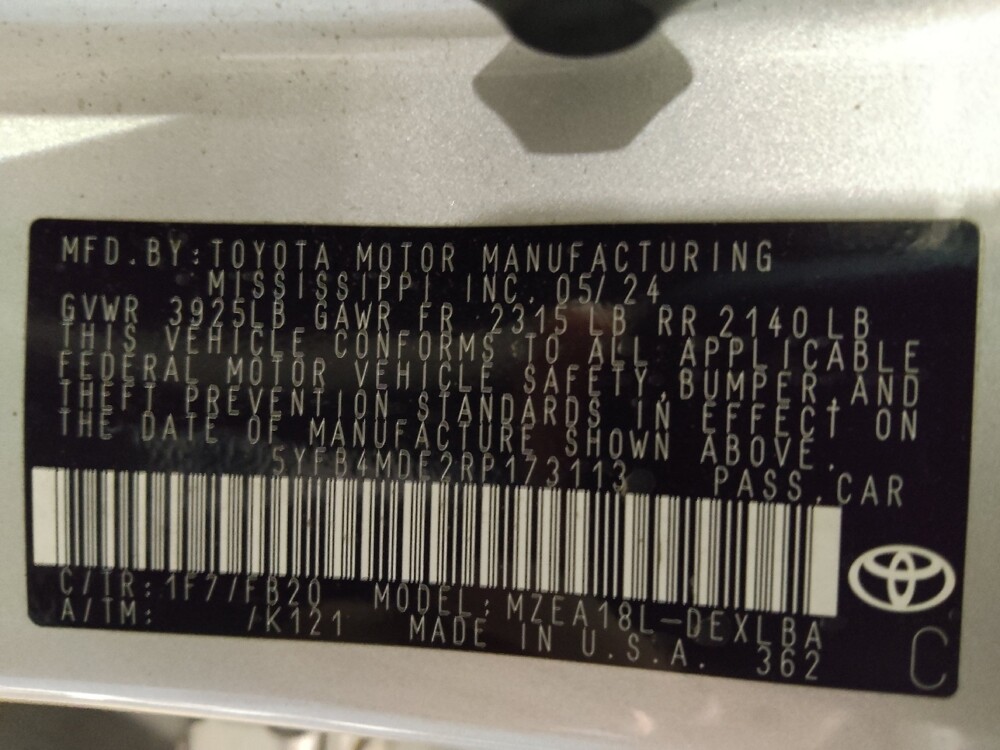 MFD.BY:TOYOTA MOTOR MANUFACTURING
MISSISSIPPI, INC. 05/24
GVWR 3925LB GAWR FR 2315LB RR 2140LB
THIS VEHICLE CONFORMS TO ALL APPLICABLE
FEDERAL MOTOR VEHICLE SAFETY,BUMPER,AND
THEFT PREVENTION STANDARDS IN EFFECT ON
THE DATE OF MANUFACTURE SHOWN ABOVE.
5YFB4MDE2RP173113 PASS.CAR
C/TR:1F7/FB20 MODEL:MZEA18L-DEXLBA
A/TM: /K121 MADE IN U.S.A. 362
C